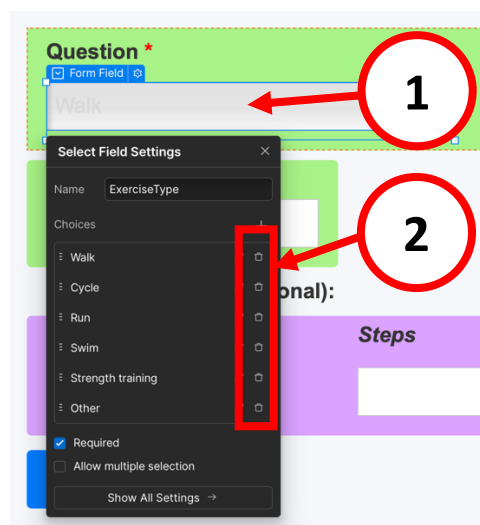 Question *
Form Field
Walk
1
Select Field Settings
Name ExerciseType
Choices
2
Walk
Cycle
onal):
Run
Steps
Swim
Strength training
Other
Required
Allow multiple selection
Show All Settings →